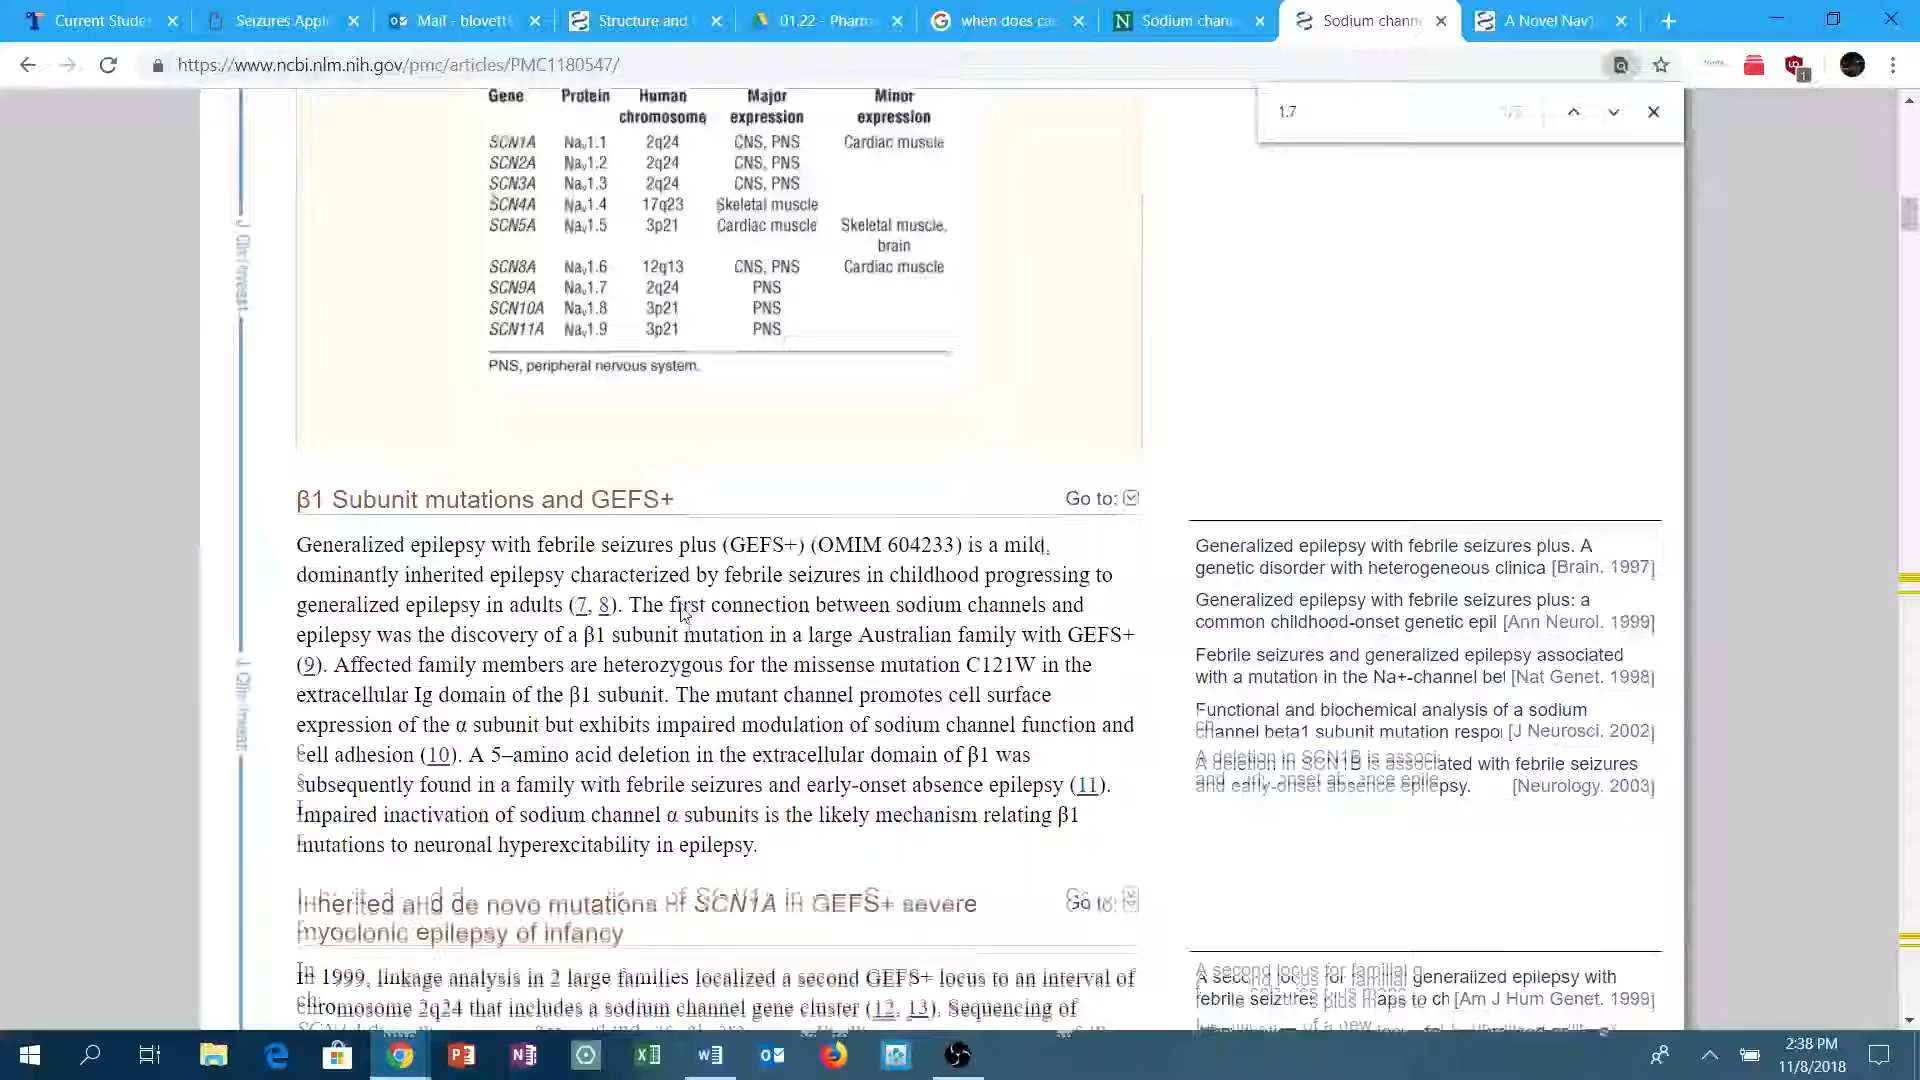 Current Stude
Seizures Appl
Mail - blovett
Structure and
01.22 - Pharm
when does ca
Sodium chan
Sodium chann
A Novel Nav1
https://www.ncbi.nlm.nih.gov/pmc/articles/PMC1180547/
1.7
Gene Protein Human chromosome Major expression Minor expression
SCN1A Nav1.1 2q24 CNS, PNS Cardiac muscle
SCN2A Nav1.2 2q24 CNS, PNS
SCN3A Nav1.3 2q24 CNS, PNS
SCN4A Nav1.4 17q23 Skeletal muscle
SCN5A Nav1.5 3p21 Cardiac muscle Skeletal muscle, brain
SCN8A Nav1.6 12q13 CNS, PNS Cardiac muscle
SCN9A Nav1.7 2q24 PNS
SCN10A Nav1.8 3p21 PNS
SCN11A Nav1.9 3p21 PNS
PNS, peripheral nervous system.
β1 Subunit mutations and GEFS+
Go to:
Generalized epilepsy with febrile seizures plus (GEFS+) (OMIM 604233) is a mild,
dominantly inherited epilepsy characterized by febrile seizures in childhood progressing to
generalized epilepsy in adults (7, 8). The first connection between sodium channels and
epilepsy was the discovery of a β1 subunit mutation in a large Australian family with GEFS+
(9). Affected family members are heterozygous for the missense mutation C121W in the
extracellular Ig domain of the β1 subunit. The mutant channel promotes cell surface
expression of the α subunit but exhibits impaired modulation of sodium channel function and
cell adhesion (10). A 5–amino acid deletion in the extracellular domain of β1 was
subsequently found in a family with febrile seizures and early-onset absence epilepsy (11).
Impaired inactivation of sodium channel α subunits is the likely mechanism relating β1
mutations to neuronal hyperexcitability in epilepsy.
Generalized epilepsy with febrile seizures plus. A
genetic disorder with heterogeneous clinica [Brain. 1997]
Generalized epilepsy with febrile seizures plus: a
common childhood-onset genetic epil [Ann Neurol. 1999]
Febrile seizures and generalized epilepsy associated
with a mutation in the Na+-channel bet [Nat Genet. 1998]
Functional and biochemical analysis of a sodium
channel beta1 subunit mutation respo [J Neurosci. 2002]
A deletion in SCN1B is associated with febrile seizures
and early-onset absence epilepsy. [Neurology. 2003]
Inherited and de novo mutations of SCN1A in GEFS+ severe
myoclonic epilepsy of infancy
Go to:
In 1999, linkage analysis in 2 large families localized a second GEFS+ locus to an interval of
chromosome 2q24 that includes a sodium channel gene cluster (12, 13). Sequencing of
A second locus for familial generalized epilepsy with
febrile seizures plus maps to ch [Am J Hum Genet. 1999]
2:38 PM
11/8/2018